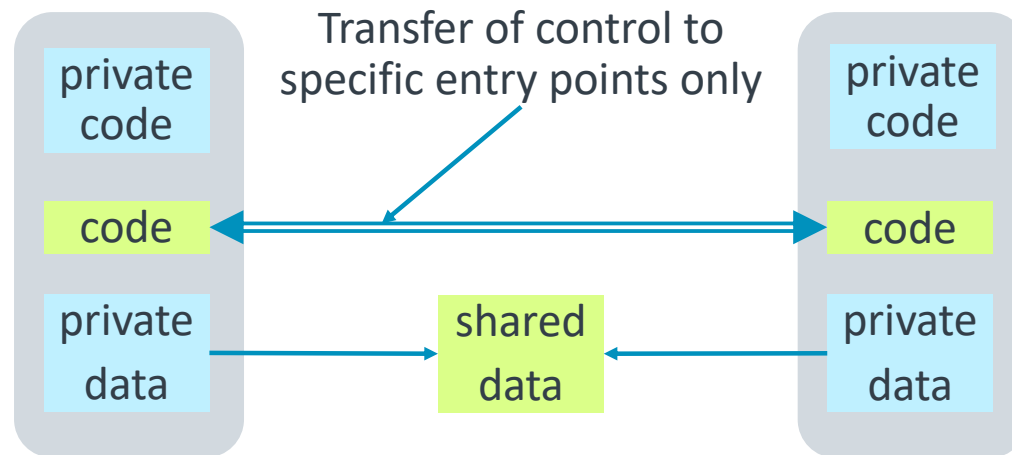 Transfer of control to
specific entry points only
private
code
code
private
data
shared
data
private
code
code
private
data